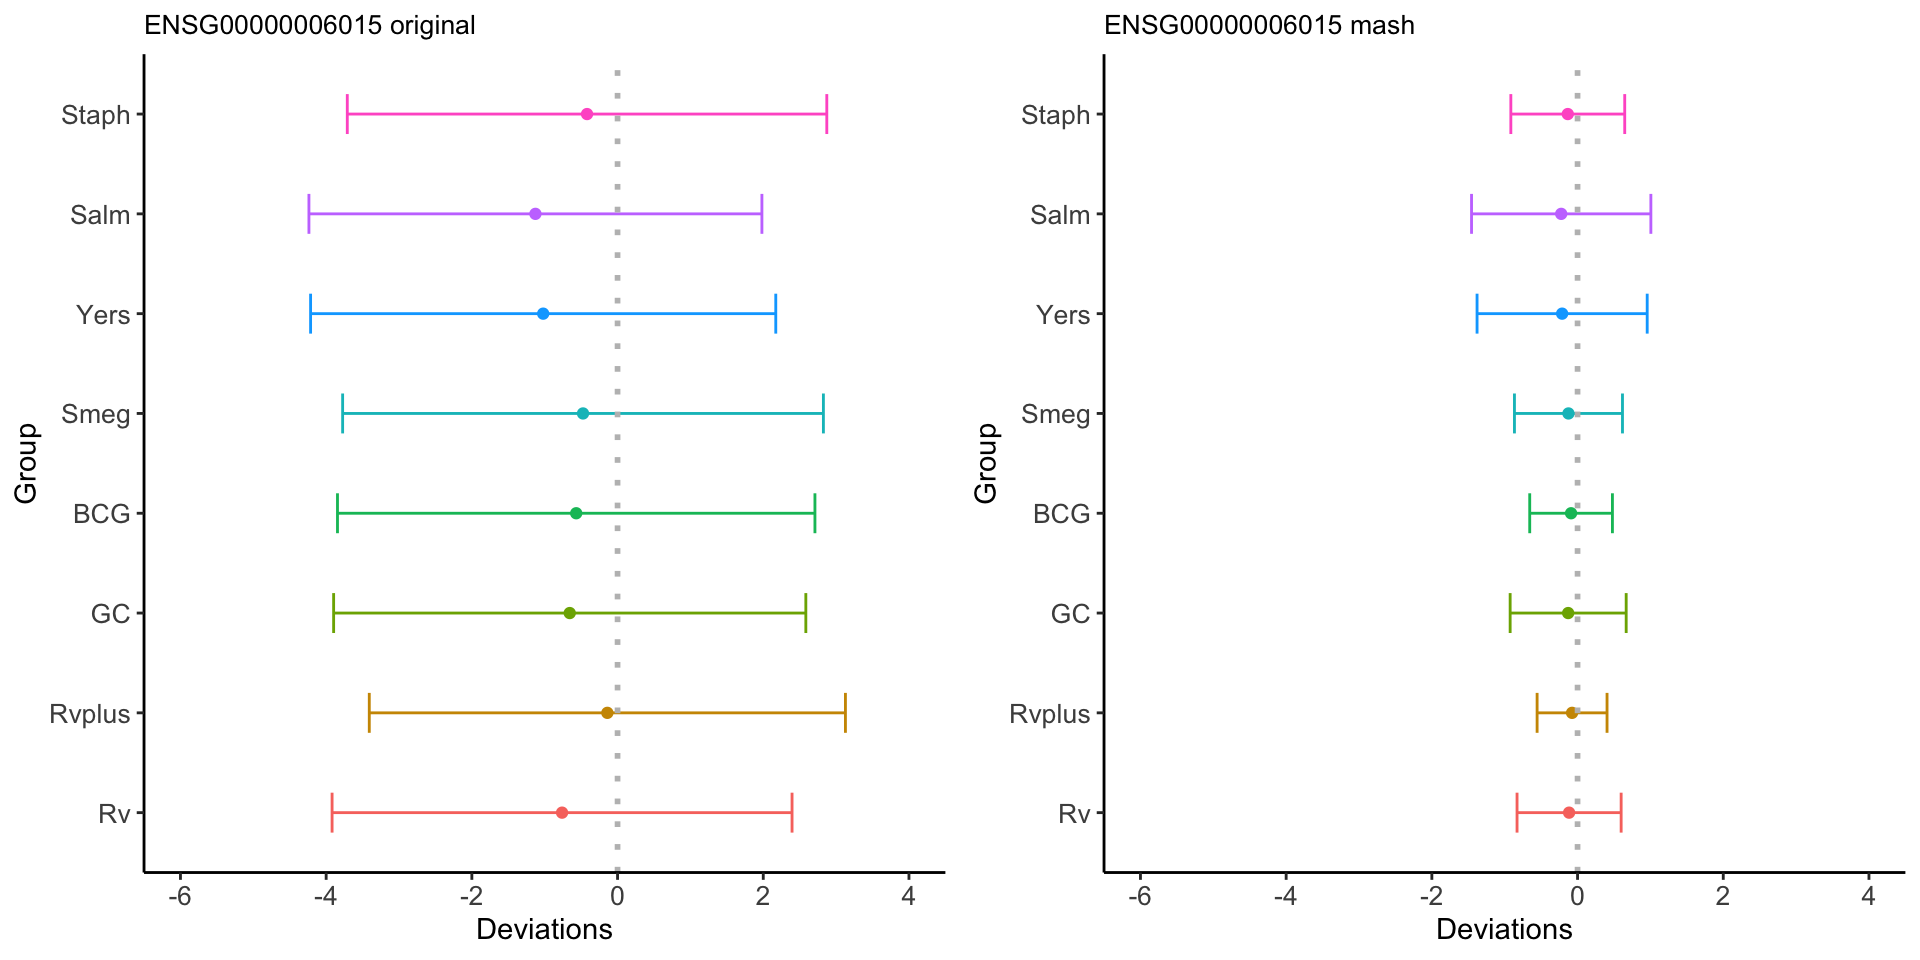 ENSG00000006015 original
Staph
Salm
Yers
Smeg
BCG
GC
Rvplus
Rv
Group
-6 -4 -2 0 2 4
Deviations
ENSG00000006015 mash
Staph
Salm
Yers
Smeg
BCG
GC
Rvplus
Rv
Group
-6 -4 -2 0 2 4
Deviations